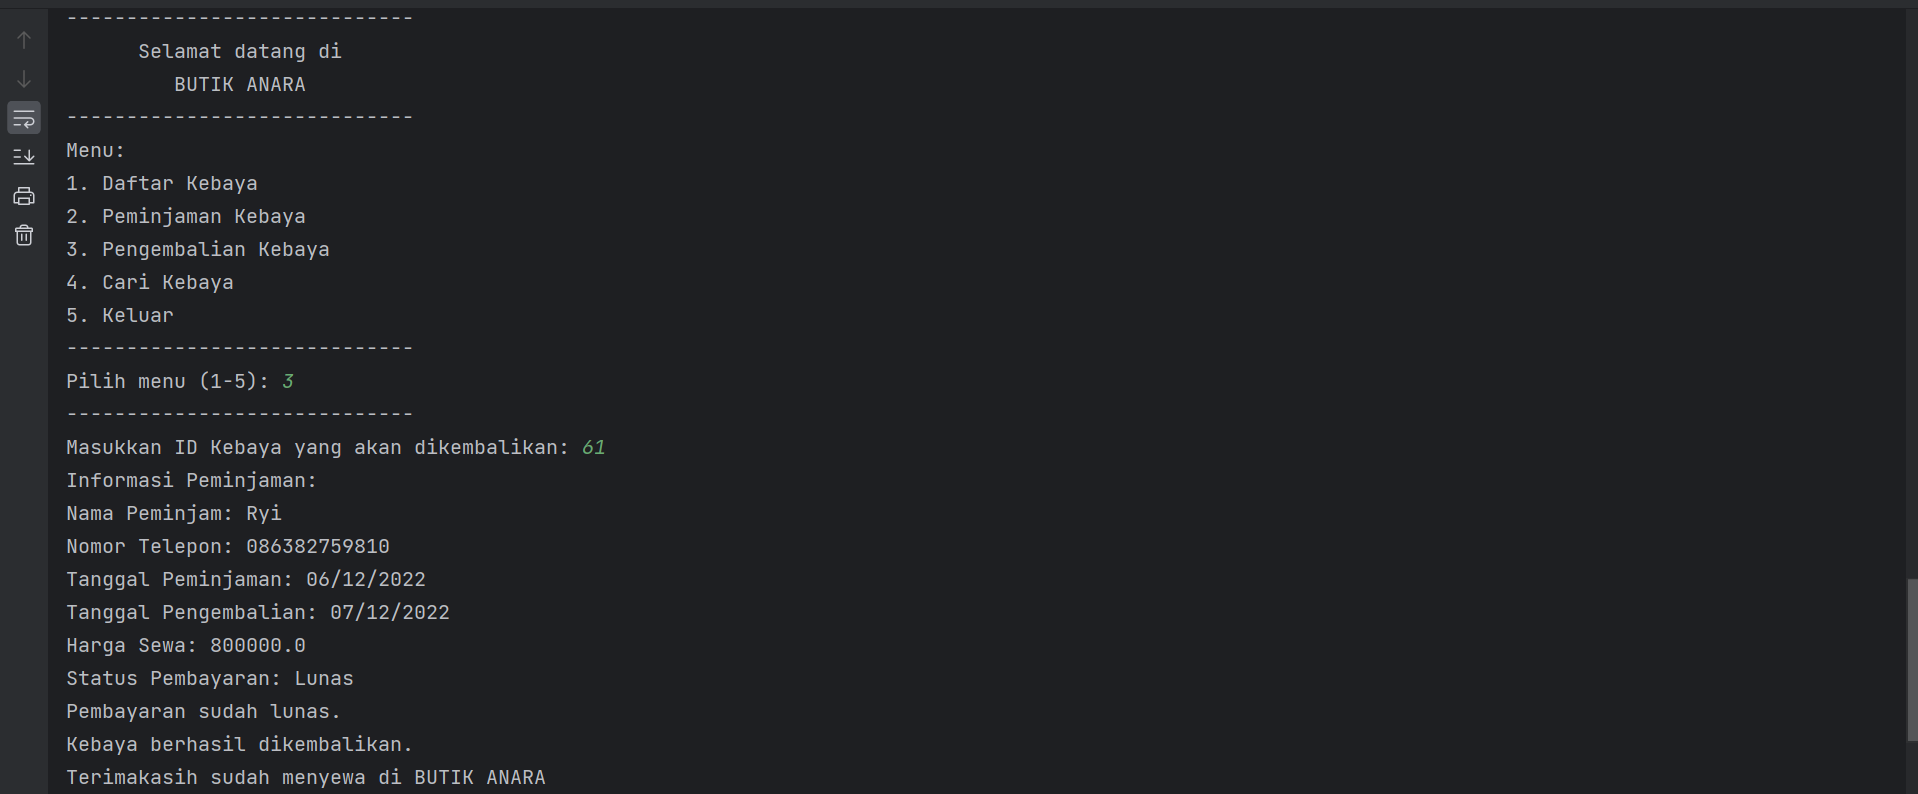 -----------------------------
      Selamat datang di
         BUTIK ANARA
-----------------------------
Menu:
1. Daftar Kebaya
2. Peminjaman Kebaya
3. Pengembalian Kebaya
4. Cari Kebaya
5. Keluar
-----------------------------
Pilih menu (1-5): 3
-----------------------------
Masukkan ID Kebaya yang akan dikembalikan: 61
Informasi Peminjaman:
Nama Peminjam: Ryi
Nomor Telepon: 086382759810
Tanggal Peminjaman: 06/12/2022
Tanggal Pengembalian: 07/12/2022
Harga Sewa: 800000.0
Status Pembayaran: Lunas
Pembayaran sudah lunas.
Kebaya berhasil dikembalikan.
Terimakasih sudah menyewa di BUTIK ANARA